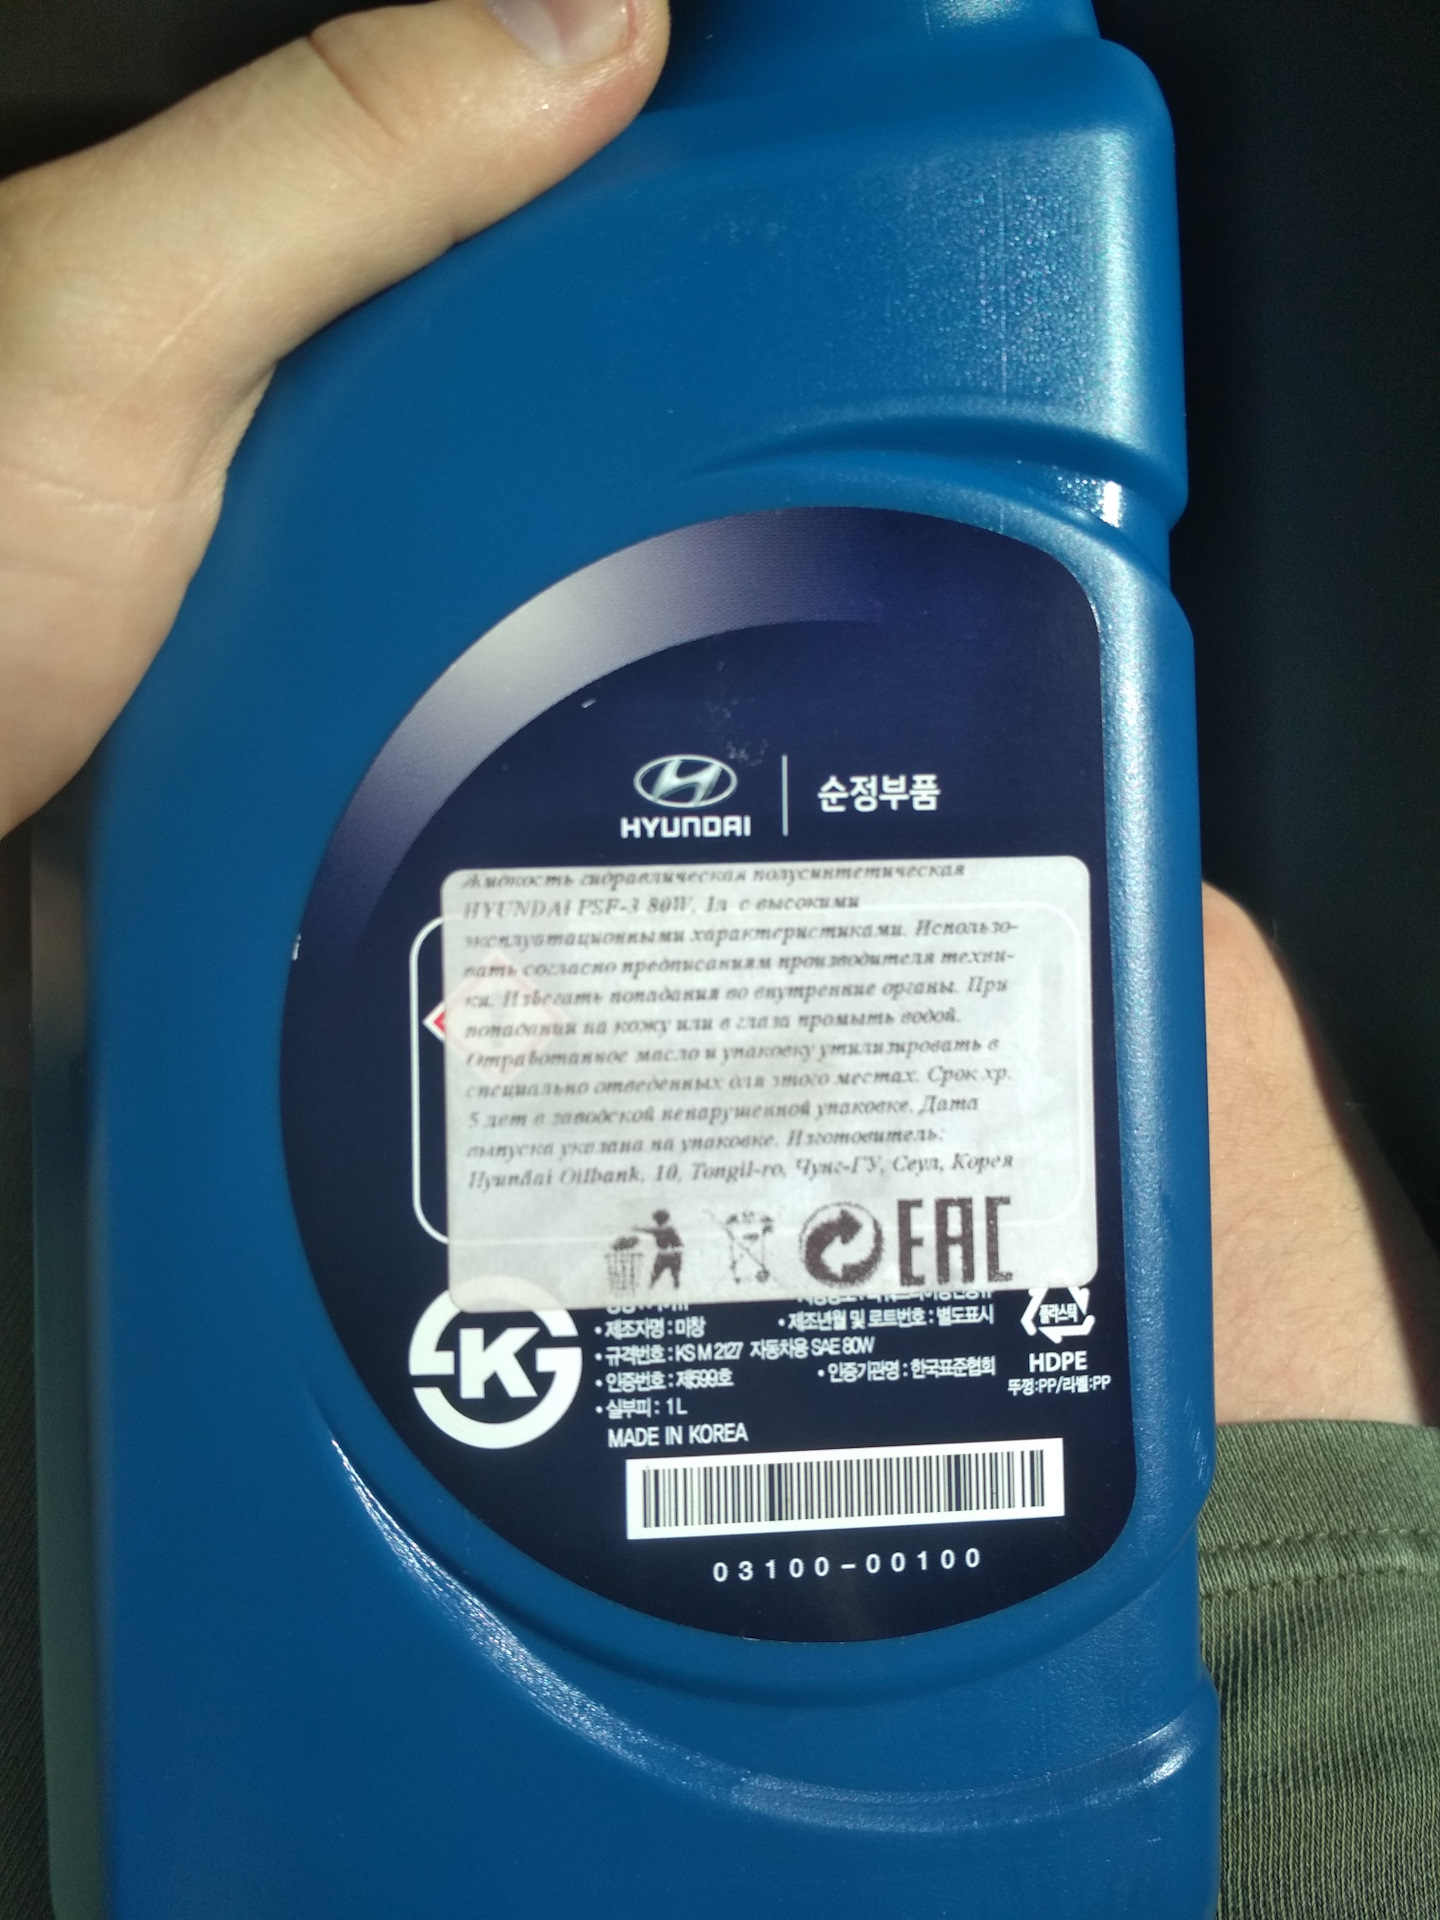 HYUNDAI
순정부품
Жидкость гидравлическая полусинтетическая
HYUNDAI PSF-3 80W, 1л с высокими
эксплуатационными характеристиками. Использо-
вать согласно предписаниям производителя техни-
ки. Избегать попадания во внутренние органы. При
попадании на кожу или в глаза промыть водой.
Отработанное масло и упаковку утилизировать в
специально отведенных для этого местах. Срок хр.
5 лет в заводской ненарушенной упаковке. Дата
выпуска указана на упаковке. Изготовитель:
Hyundai Oilbank, 10, Tongil-ro, Чунг-ГУ, Сеул, Корея
EAC
K
• 제조자명 : 마창
• 제조년월 및 로트번호 : 별도표시
• 규격번호 : KS M 2127 자동차용 SAE 80W
• 인증번호 : 제599호
• 인증기관명 : 한국표준협회
• 실부피 : 1 L
MADE IN KOREA
플라스틱
HDPE
뚜껑:PP/라벨:PP
03100-00100